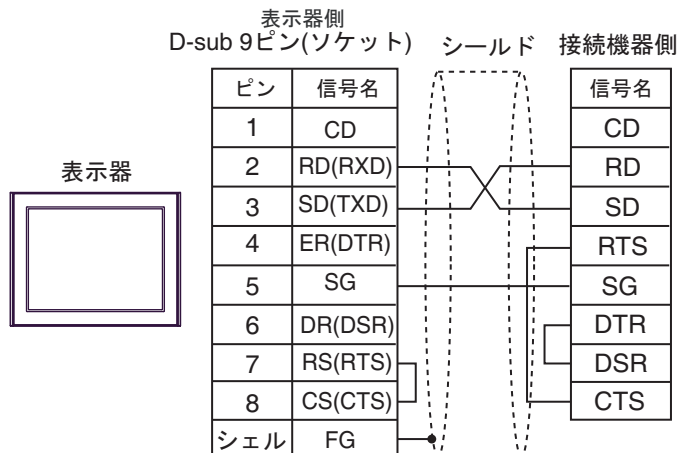 表示器側
D-sub 9ピン(ソケット) シールド 接続機器側
ピン 信号名 信号名
1 CD CD
表示器
2 RD(RXD) RD
3 SD(TXD) SD
4 ER(DTR) RTS
5 SG SG
6 DR(DSR) DTR
7 RS(RTS) DSR
8 CS(CTS) CTS
シェル FG